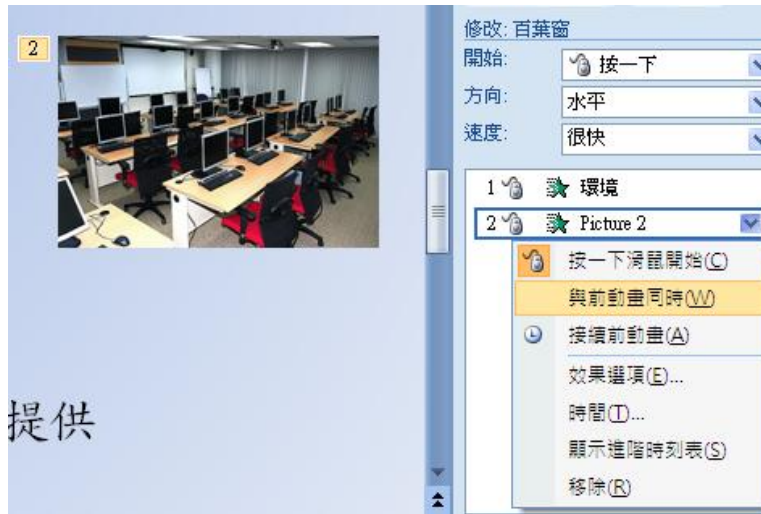 2
提供
修改: 百葉窗
開始:
按一下
方向:
水平
速度:
很快
1 環境
2 Picture 2
按一下滑鼠開始(C)
與前動畫同時(W)
接續前動畫(A)
效果選項(E)...
時間(T)...
顯示進階時刻表(S)
移除(R)